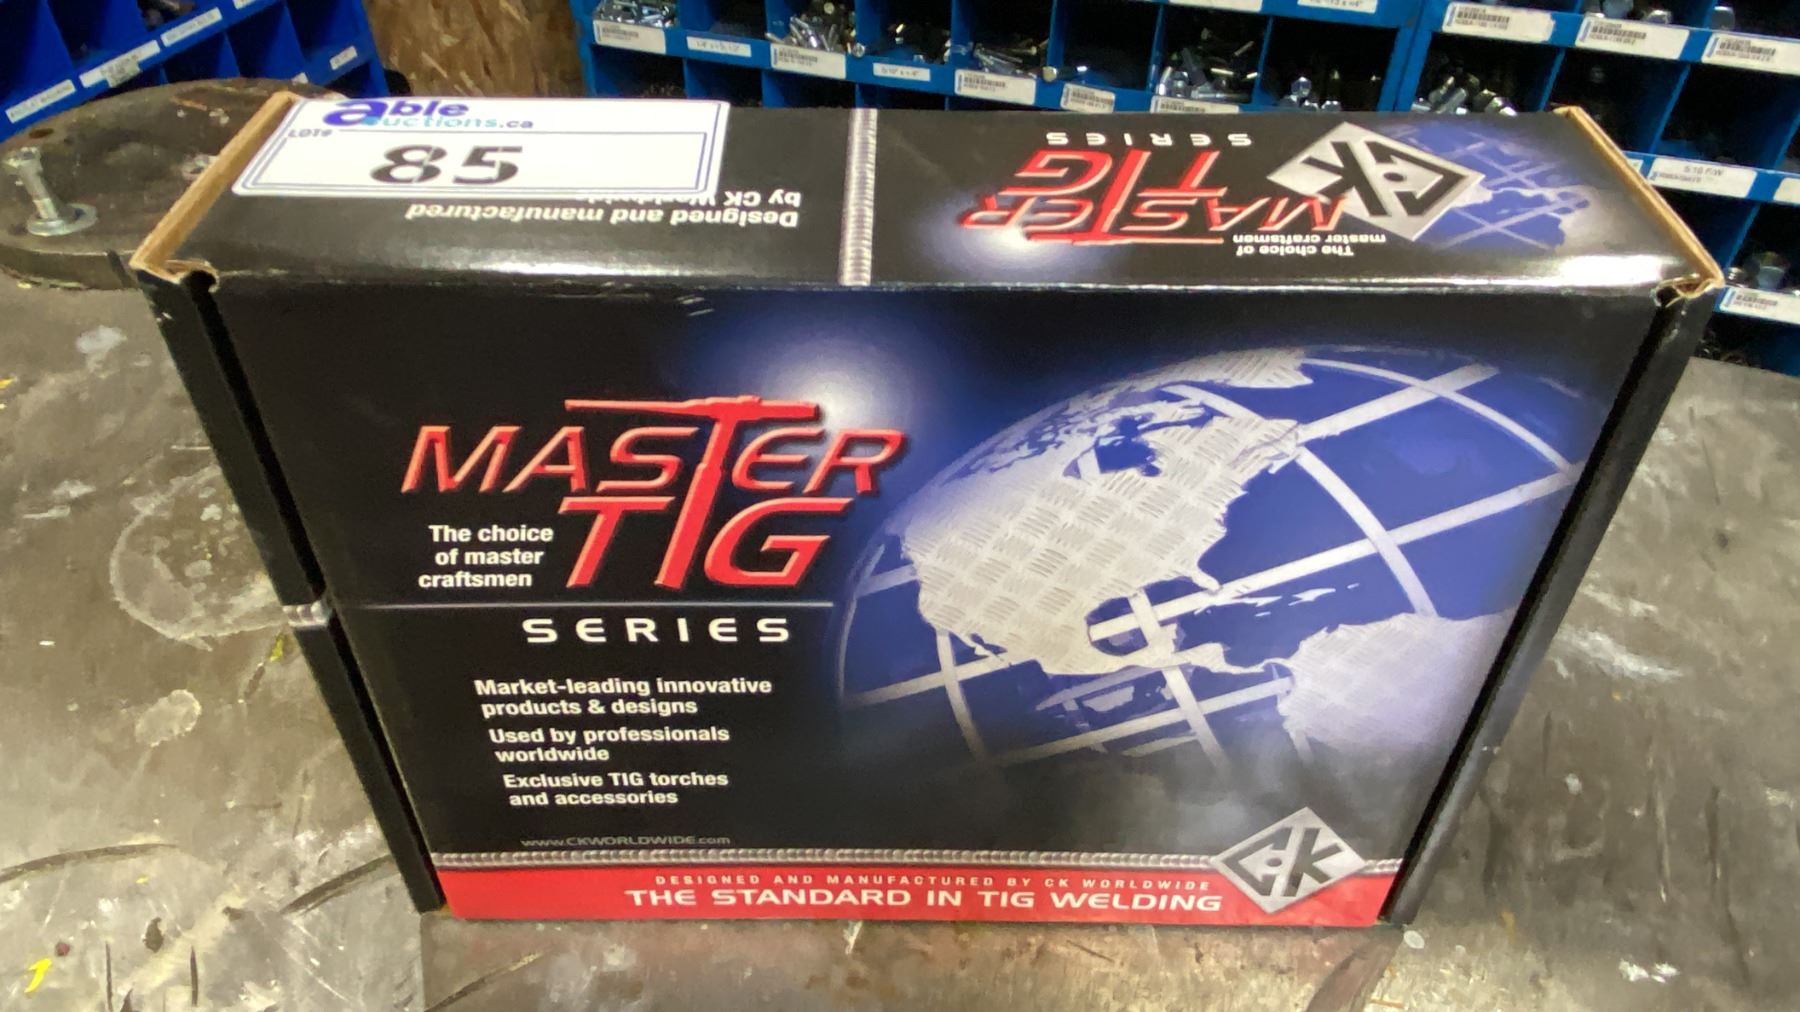 able
auctions.ca
LOT#
85
Designed and manufactured
by CK Worldwide
MASTER
TIG
SERIES
The choice of
master craftsmen
CK
MASTER
TIG
The choice
of master
craftsmen
SERIES
Market-leading innovative
products & designs
Used by professionals
worldwide
Exclusive TIG torches
and accessories
www.CKWORLDWIDE.com
DESIGNED AND MANUFACTURED BY CK WORLDWIDE
THE STANDARD IN TIG WELDING
CK